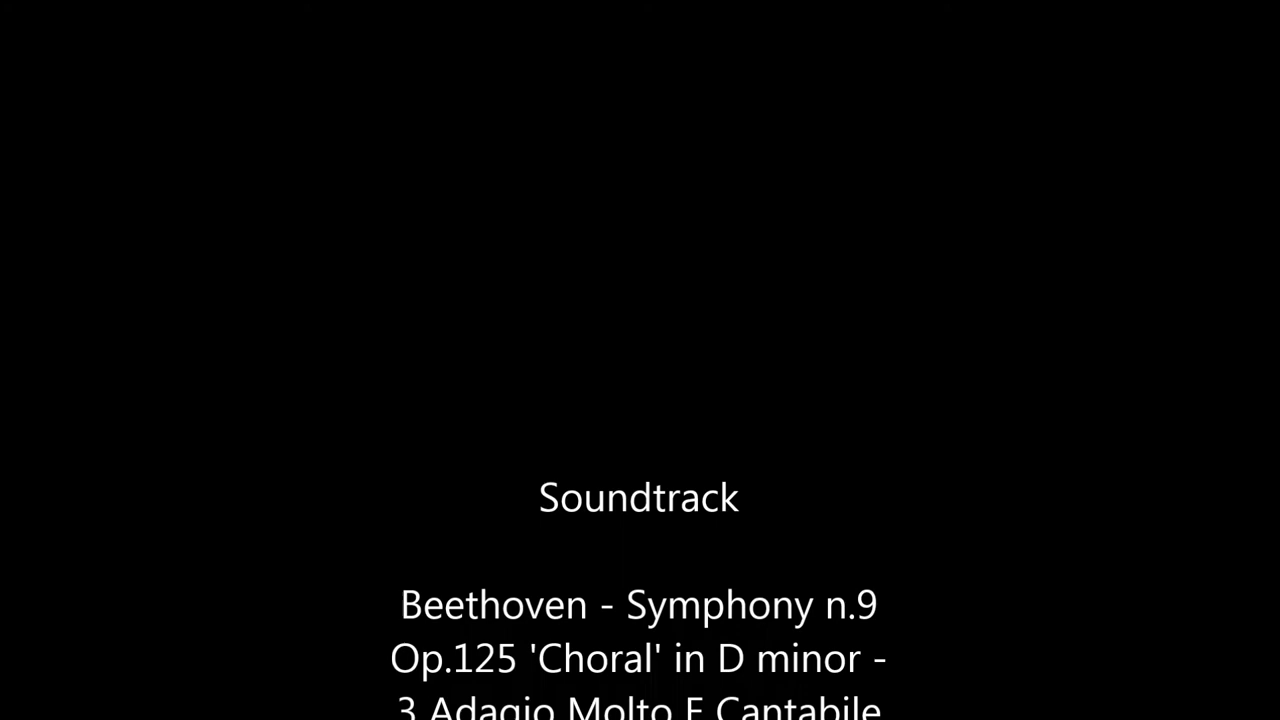 Soundtrack
Beethoven - Symphony n.9
Op.125 'Choral' in D minor -
3 Adagio Molto E Cantabile